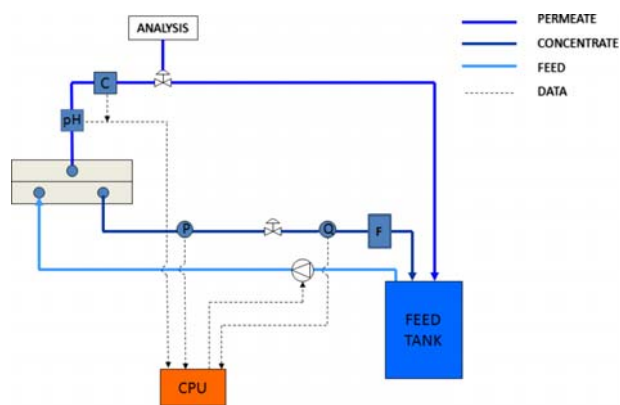 ANALYSIS
PERMEATE
CONCENTRATE
FEED
DATA
C
pH
P
Q
F
FEED
TANK
CPU